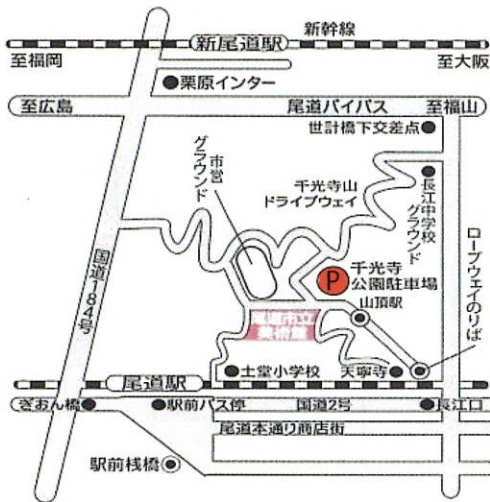 新幹線
新尾道駅
至福岡
至大阪
栗原インター
至広島
尾道バイパス
至福山
世計橋下交差点
市営
グラウンド
千光寺山
ドライブウェイ
長江中学校
グラウンド
ロープウェイのりば
国道184号
P
千光寺
公園駐車場
山頂駅
尾道市立
美術館
土堂小学校
天寧寺
尾道駅
ぎおん橋
駅前バス停
国道2号
長江口
尾道本通り商店街
駅前桟橋